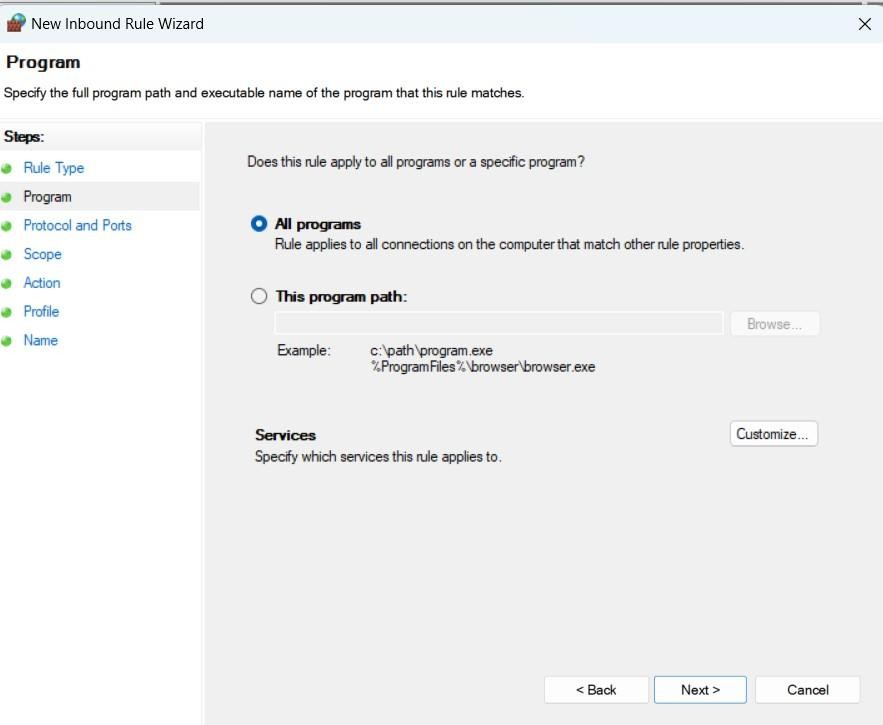 New Inbound Rule Wizard
Program
Specify the full program path and executable name of the program that this rule matches.
Steps:
Rule Type
Program
Protocol and Ports
Scope
Action
Profile
Name
Does this rule apply to all programs or a specific program?
All programs
Rule applies to all connections on the computer that match other rule properties.
This program path:
Browse...
Example: c:\path\program.exe
%ProgramFiles%\browser\browser.exe
Services
Customize...
Specify which services this rule applies to.
< Back Next > Cancel